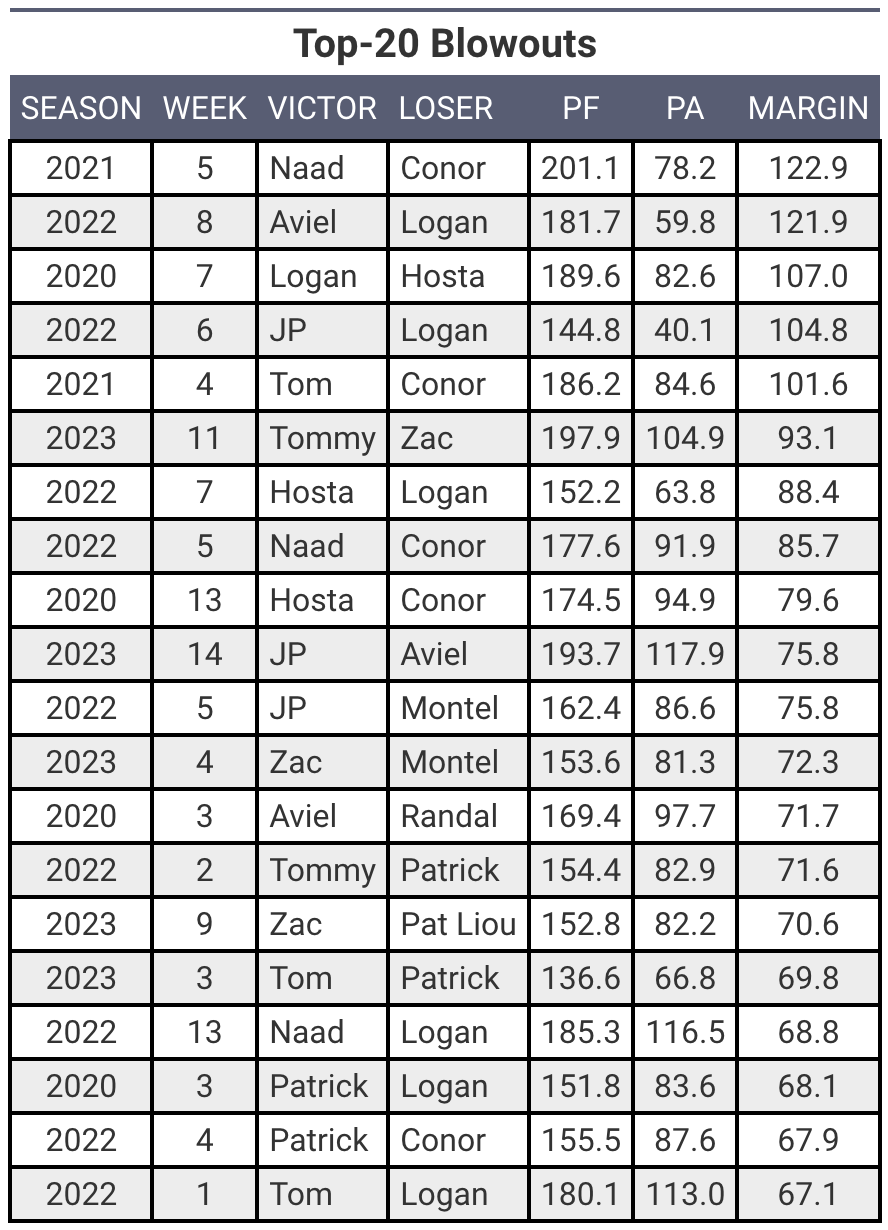 Top-20 Blowouts
SEASON WEEK VICTOR LOSER PF PA MARGIN
2021 5 Naad Conor 201.1 78.2 122.9
2022 8 Aviel Logan 181.7 59.8 121.9
2020 7 Logan Hosta 189.6 82.6 107.0
2022 6 JP Logan 144.8 40.1 104.8
2021 4 Tom Conor 186.2 84.6 101.6
2023 11 Tommy Zac 197.9 104.9 93.1
2022 7 Hosta Logan 152.2 63.8 88.4
2022 5 Naad Conor 177.6 91.9 85.7
2020 13 Hosta Conor 174.5 94.9 79.6
2023 14 JP Aviel 193.7 117.9 75.8
2022 5 JP Montel 162.4 86.6 75.8
2023 4 Zac Montel 153.6 81.3 72.3
2020 3 Aviel Randal 169.4 97.7 71.7
2022 2 Tommy Patrick 154.4 82.9 71.6
2023 9 Zac Pat Liou 152.8 82.2 70.6
2023 3 Tom Patrick 136.6 66.8 69.8
2022 13 Naad Logan 185.3 116.5 68.8
2020 3 Patrick Logan 151.8 83.6 68.1
2022 4 Patrick Conor 155.5 87.6 67.9
2022 1 Tom Logan 180.1 113.0 67.1